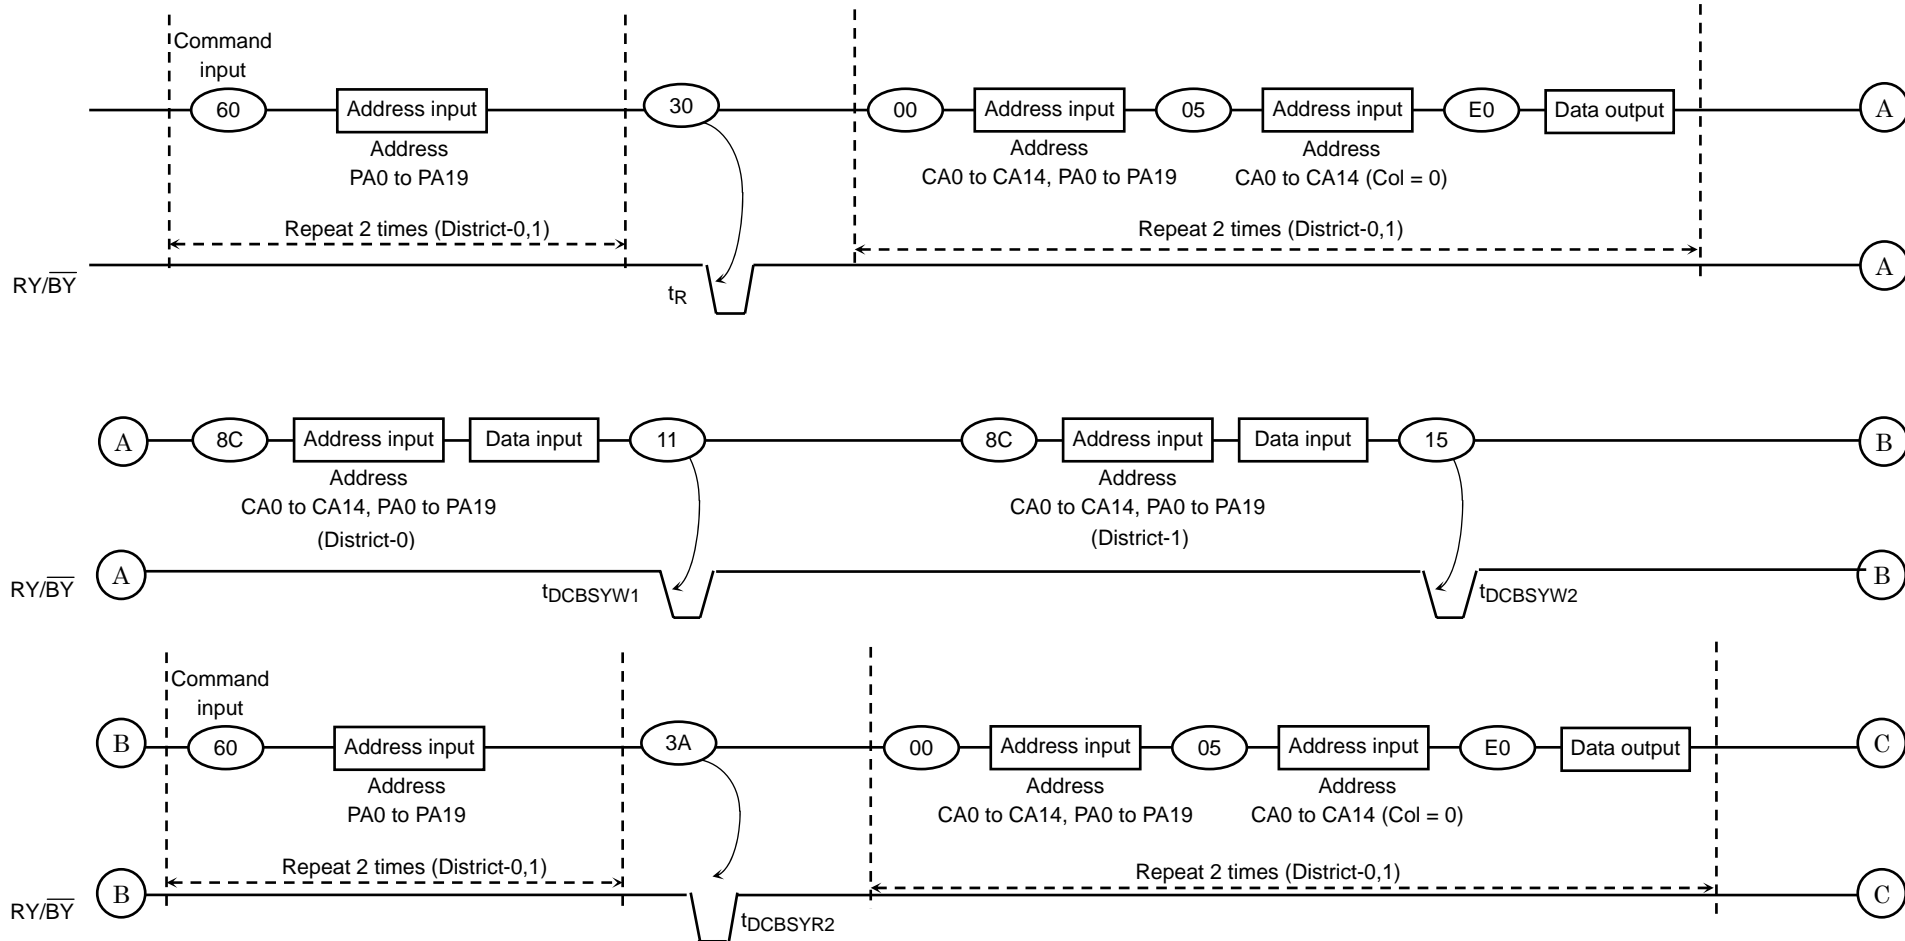 Command
input
60
Address input
30
00
Address input
05
Address input
E0
Data output
A
Address
PA0 to PA19
Address
CA0 to CA14, PA0 to PA19
Address
CA0 to CA14 (Col = 0)
Repeat 2 times (District-0,1)
Repeat 2 times (District-0,1)
RY/BY
tR
A
A
8C
Address input
Data input
11
8C
Address input
Data input
15
B
Address
CA0 to CA14, PA0 to PA19
(District-0)
Address
CA0 to CA14, PA0 to PA19
(District-1)
RY/BY
A
tDCBSYW1
tDCBSYW2
B
Command
input
B
60
Address input
3A
00
Address input
05
Address input
E0
Data output
C
Address
PA0 to PA19
Address
CA0 to CA14, PA0 to PA19
Address
CA0 to CA14 (Col = 0)
Repeat 2 times (District-0,1)
Repeat 2 times (District-0,1)
RY/BY
B
tDCBSYR2
C